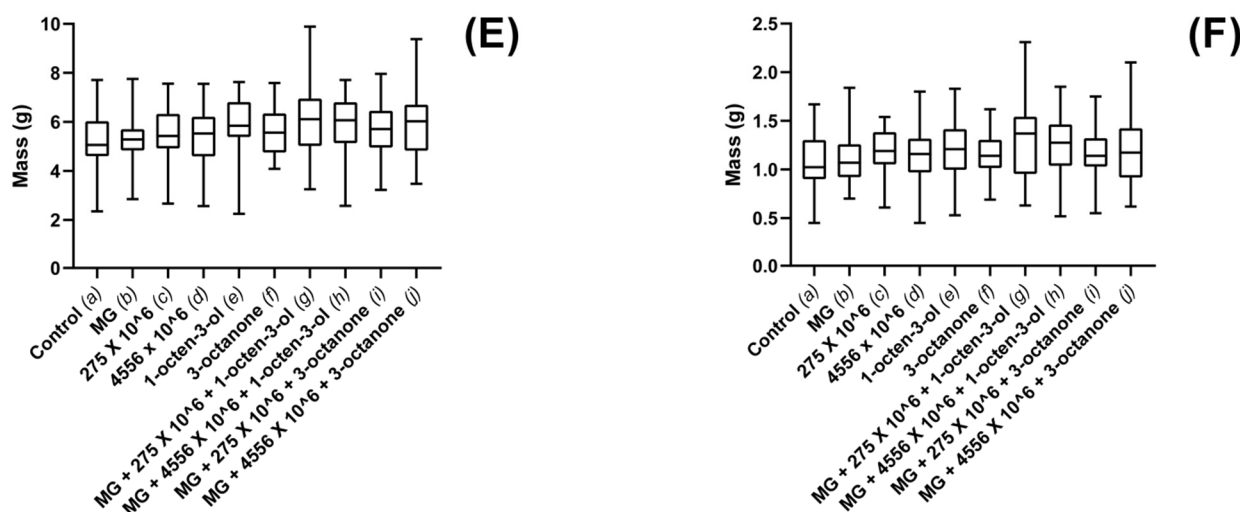 (E)
Mass (g)
10
8
6
4
2
0
Control (a)
MG (b)
275 X 10^6 (c)
4556 x 10^6 (d)
1-octen-3-ol (e)
3-octanone (f)
MG + 275 X 10^6 + 1-octen-3-ol (g)
MG + 4556 X 10^6 + 1-octen-3-ol (h)
MG + 275 X 10^6 + 3-octanone (i)
MG + 4556 X 10^6 + 3-octanone (j)
(F)
Mass (g)
2.5
2.0
1.5
1.0
0.5
0.0
Control (a)
MG (b)
275 X 10^6 (c)
4556 x 10^6 (d)
1-octen-3-ol (e)
3-octanone (f)
MG + 275 X 10^6 + 1-octen-3-ol (g)
MG + 4556 X 10^6 + 1-octen-3-ol (h)
MG + 275 X 10^6 + 3-octanone (i)
MG + 4556 X 10^6 + 3-octanone (j)